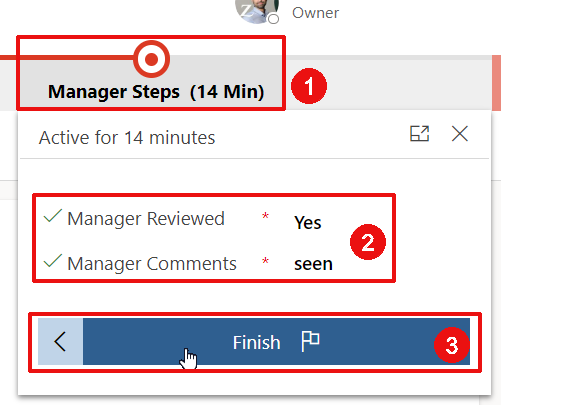 Owner
Manager Steps (14 Min)
1
Active for 14 minutes
Manager Reviewed * Yes
2
Manager Comments * seen
Finish
3